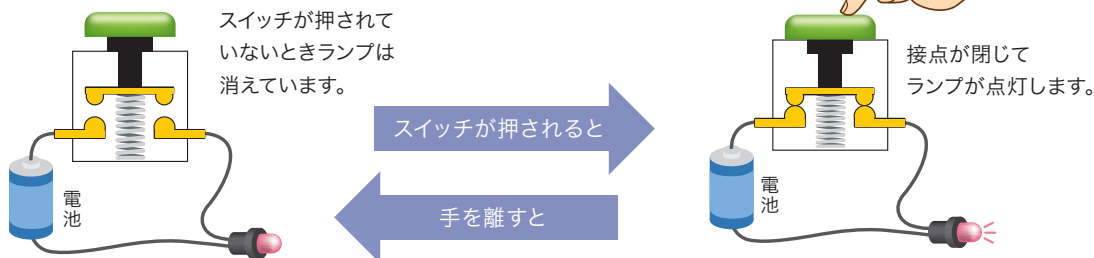 スイッチが押されて
いないときランプは
消えています。
電池
スイッチが押されると
手を離すと
接点が閉じて
ランプが点灯します。
電池